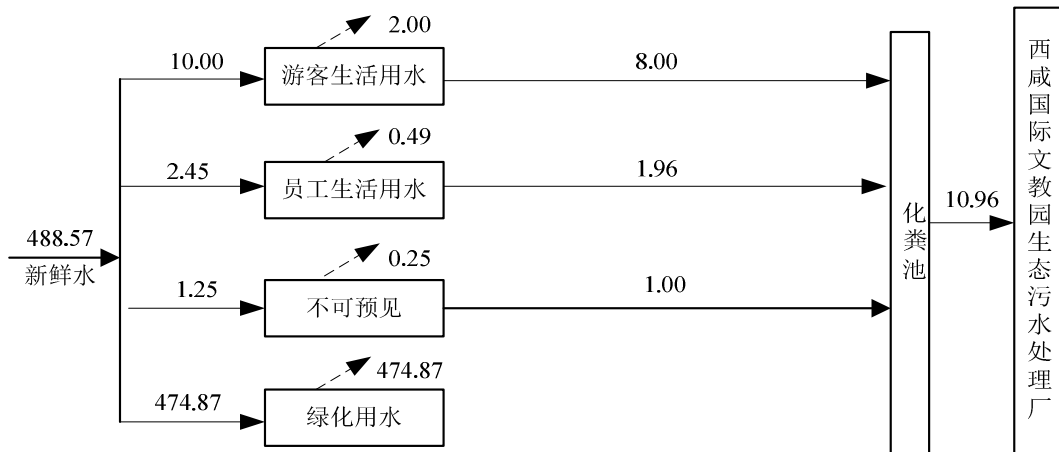 2.00
10.00
游客生活用水
8.00
0.49
2.45
员工生活用水
1.96
488.57
新鲜水
0.25
1.25
不可预见
1.00
474.87
474.87
绿化用水
化粪池
10.96
西咸国际文教园生态污水处理厂